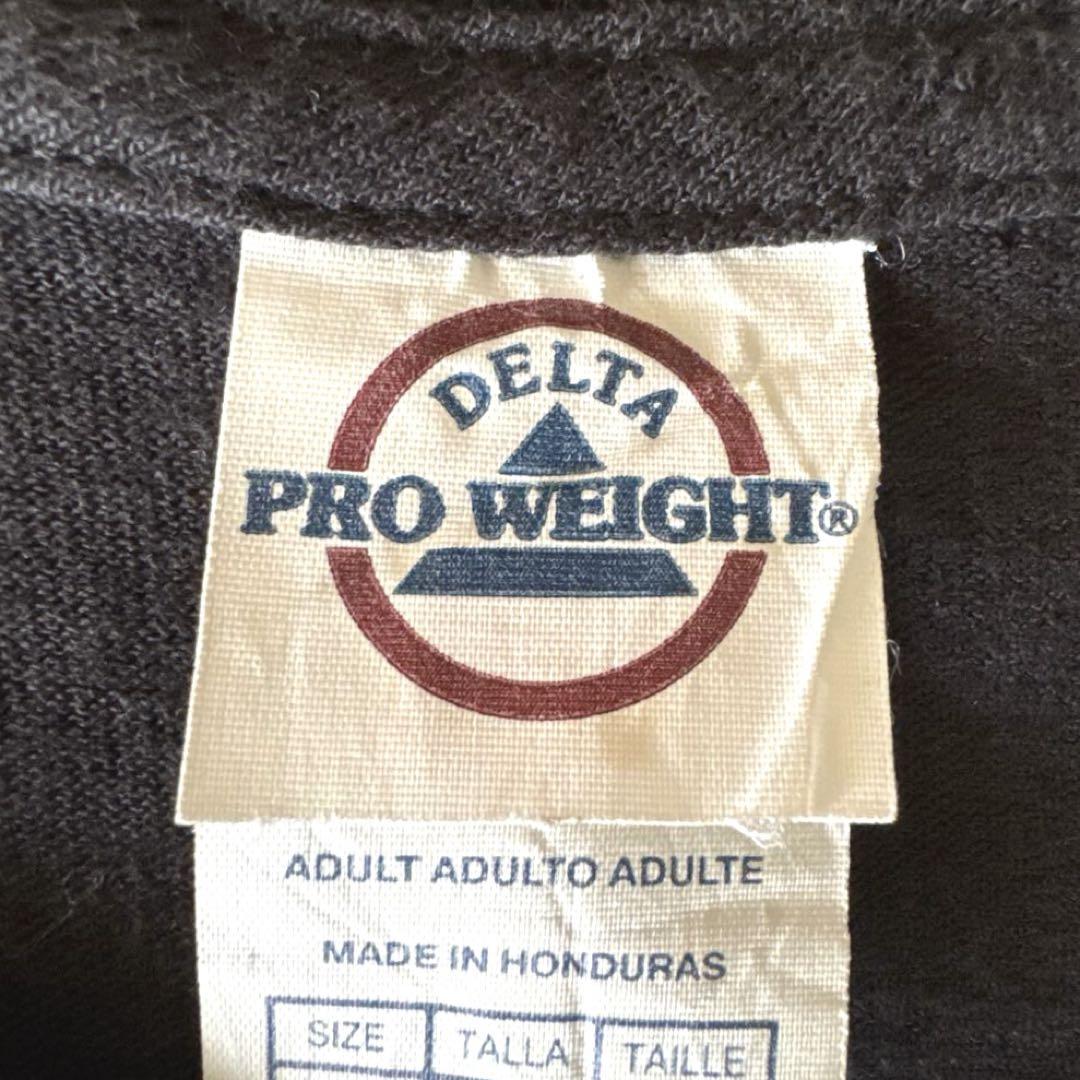 DELTA
PRO WEIGHT®
ADULT ADULTO ADULTE
MADE IN HONDURAS
SIZE TALLA TAILLE